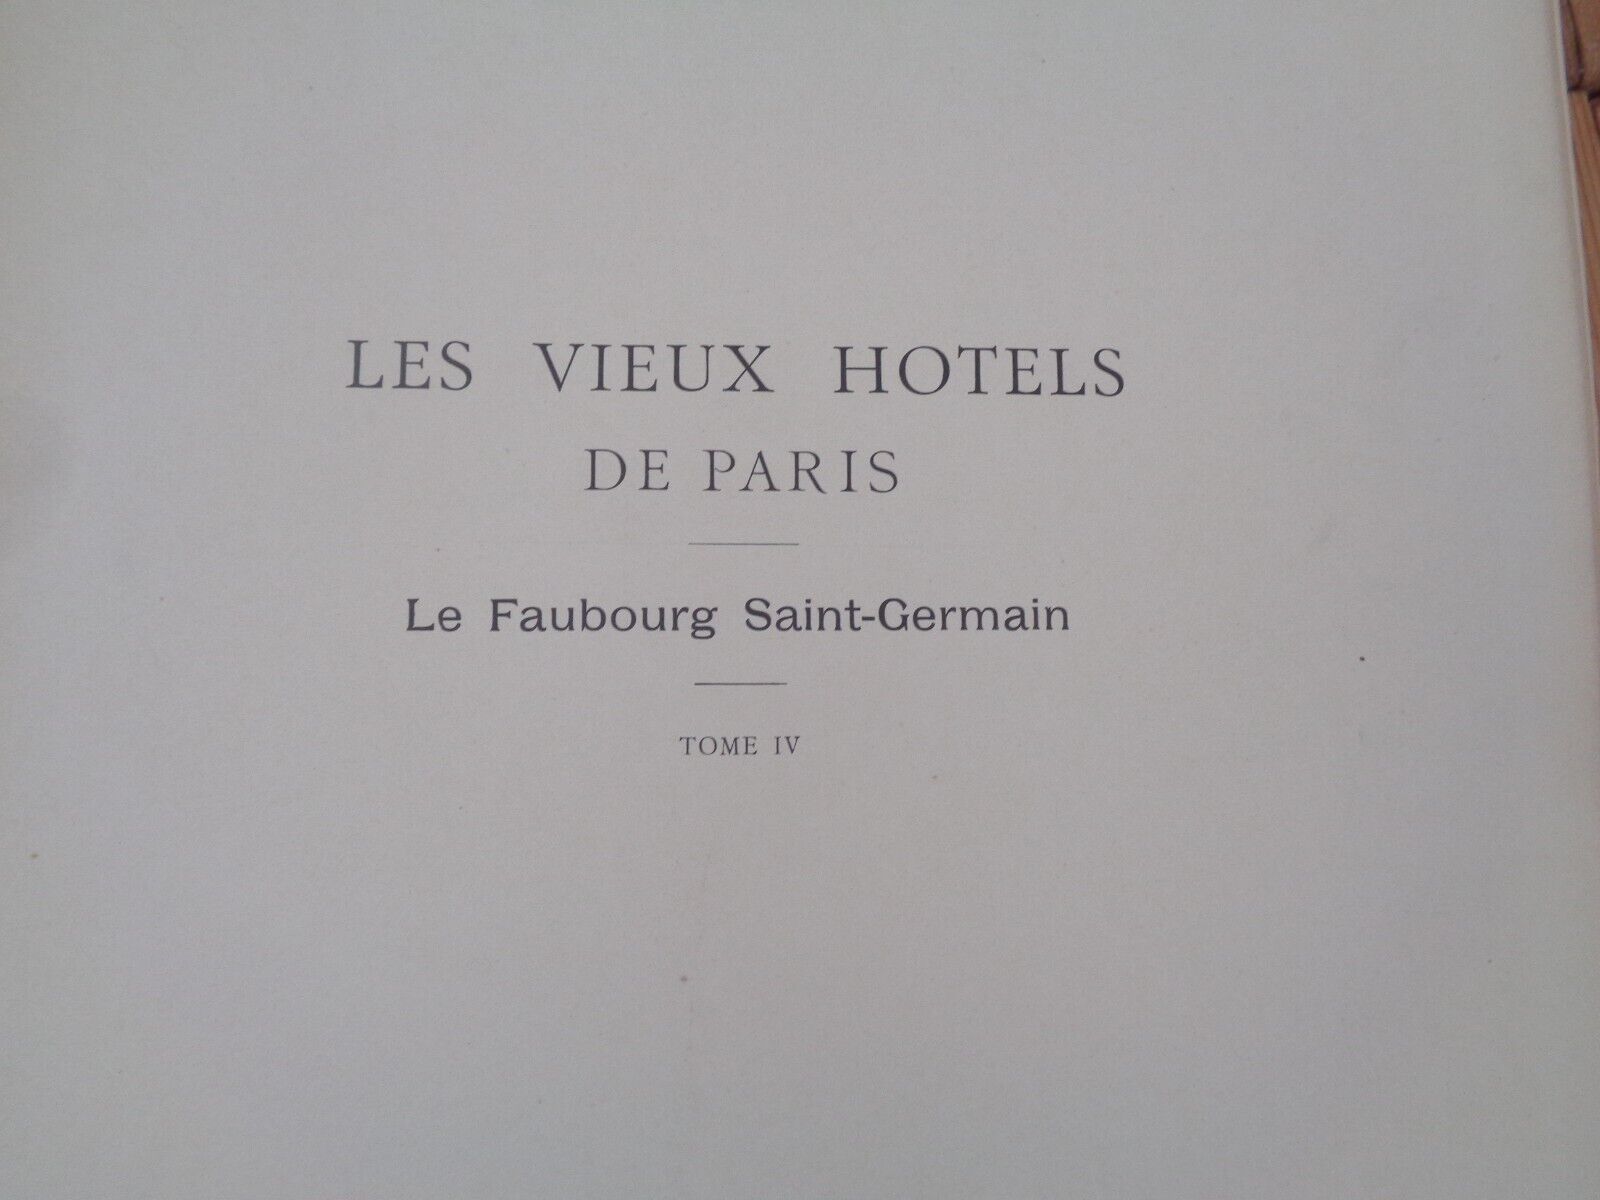 LES VIEUX HOTELS
DE PARIS
Le Faubourg Saint-Germain
TOME IV